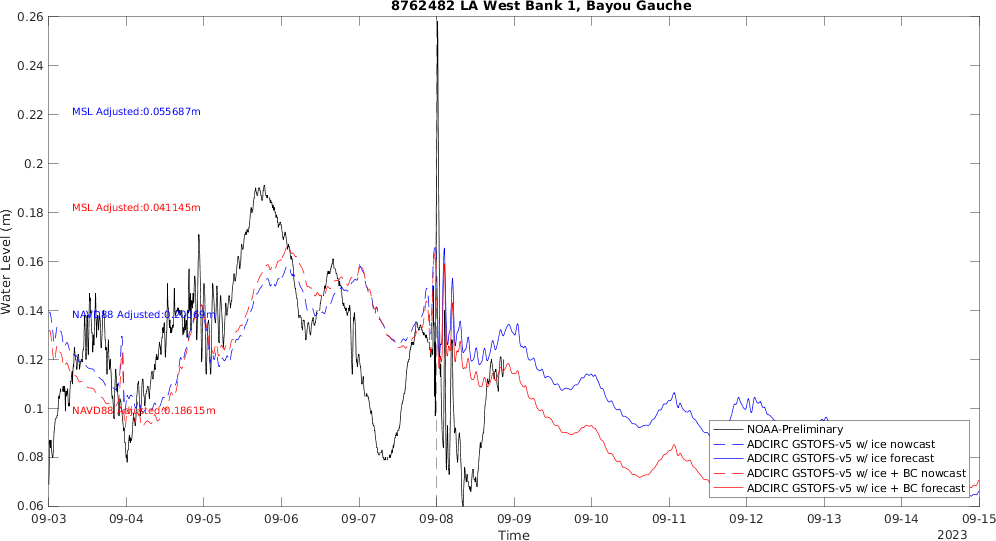 8762482 LA West Bank 1, Bayou Gauche
0.26
0.24
0.22
0.2
0.18
0.16
0.14
0.12
0.1
0.08
0.06
Water Level (m)
MSL Adjusted:0.055687m
MSL Adjusted:0.041145m
NAVD88 Adjusted:
NAVD88 Adjusted:0.18615m
NOAA-Preliminary
ADCIRC GSTOFS-v5 w/ ice nowcast
ADCIRC GSTOFS-v5 w/ ice forecast
ADCIRC GSTOFS-v5 w/ ice + BC nowcast
ADCIRC GSTOFS-v5 w/ ice + BC forecast
09-03 09-04 09-05 09-06 09-07 09-08 09-09 09-10 09-11 09-12 09-13 09-14 09-15
Time
2023